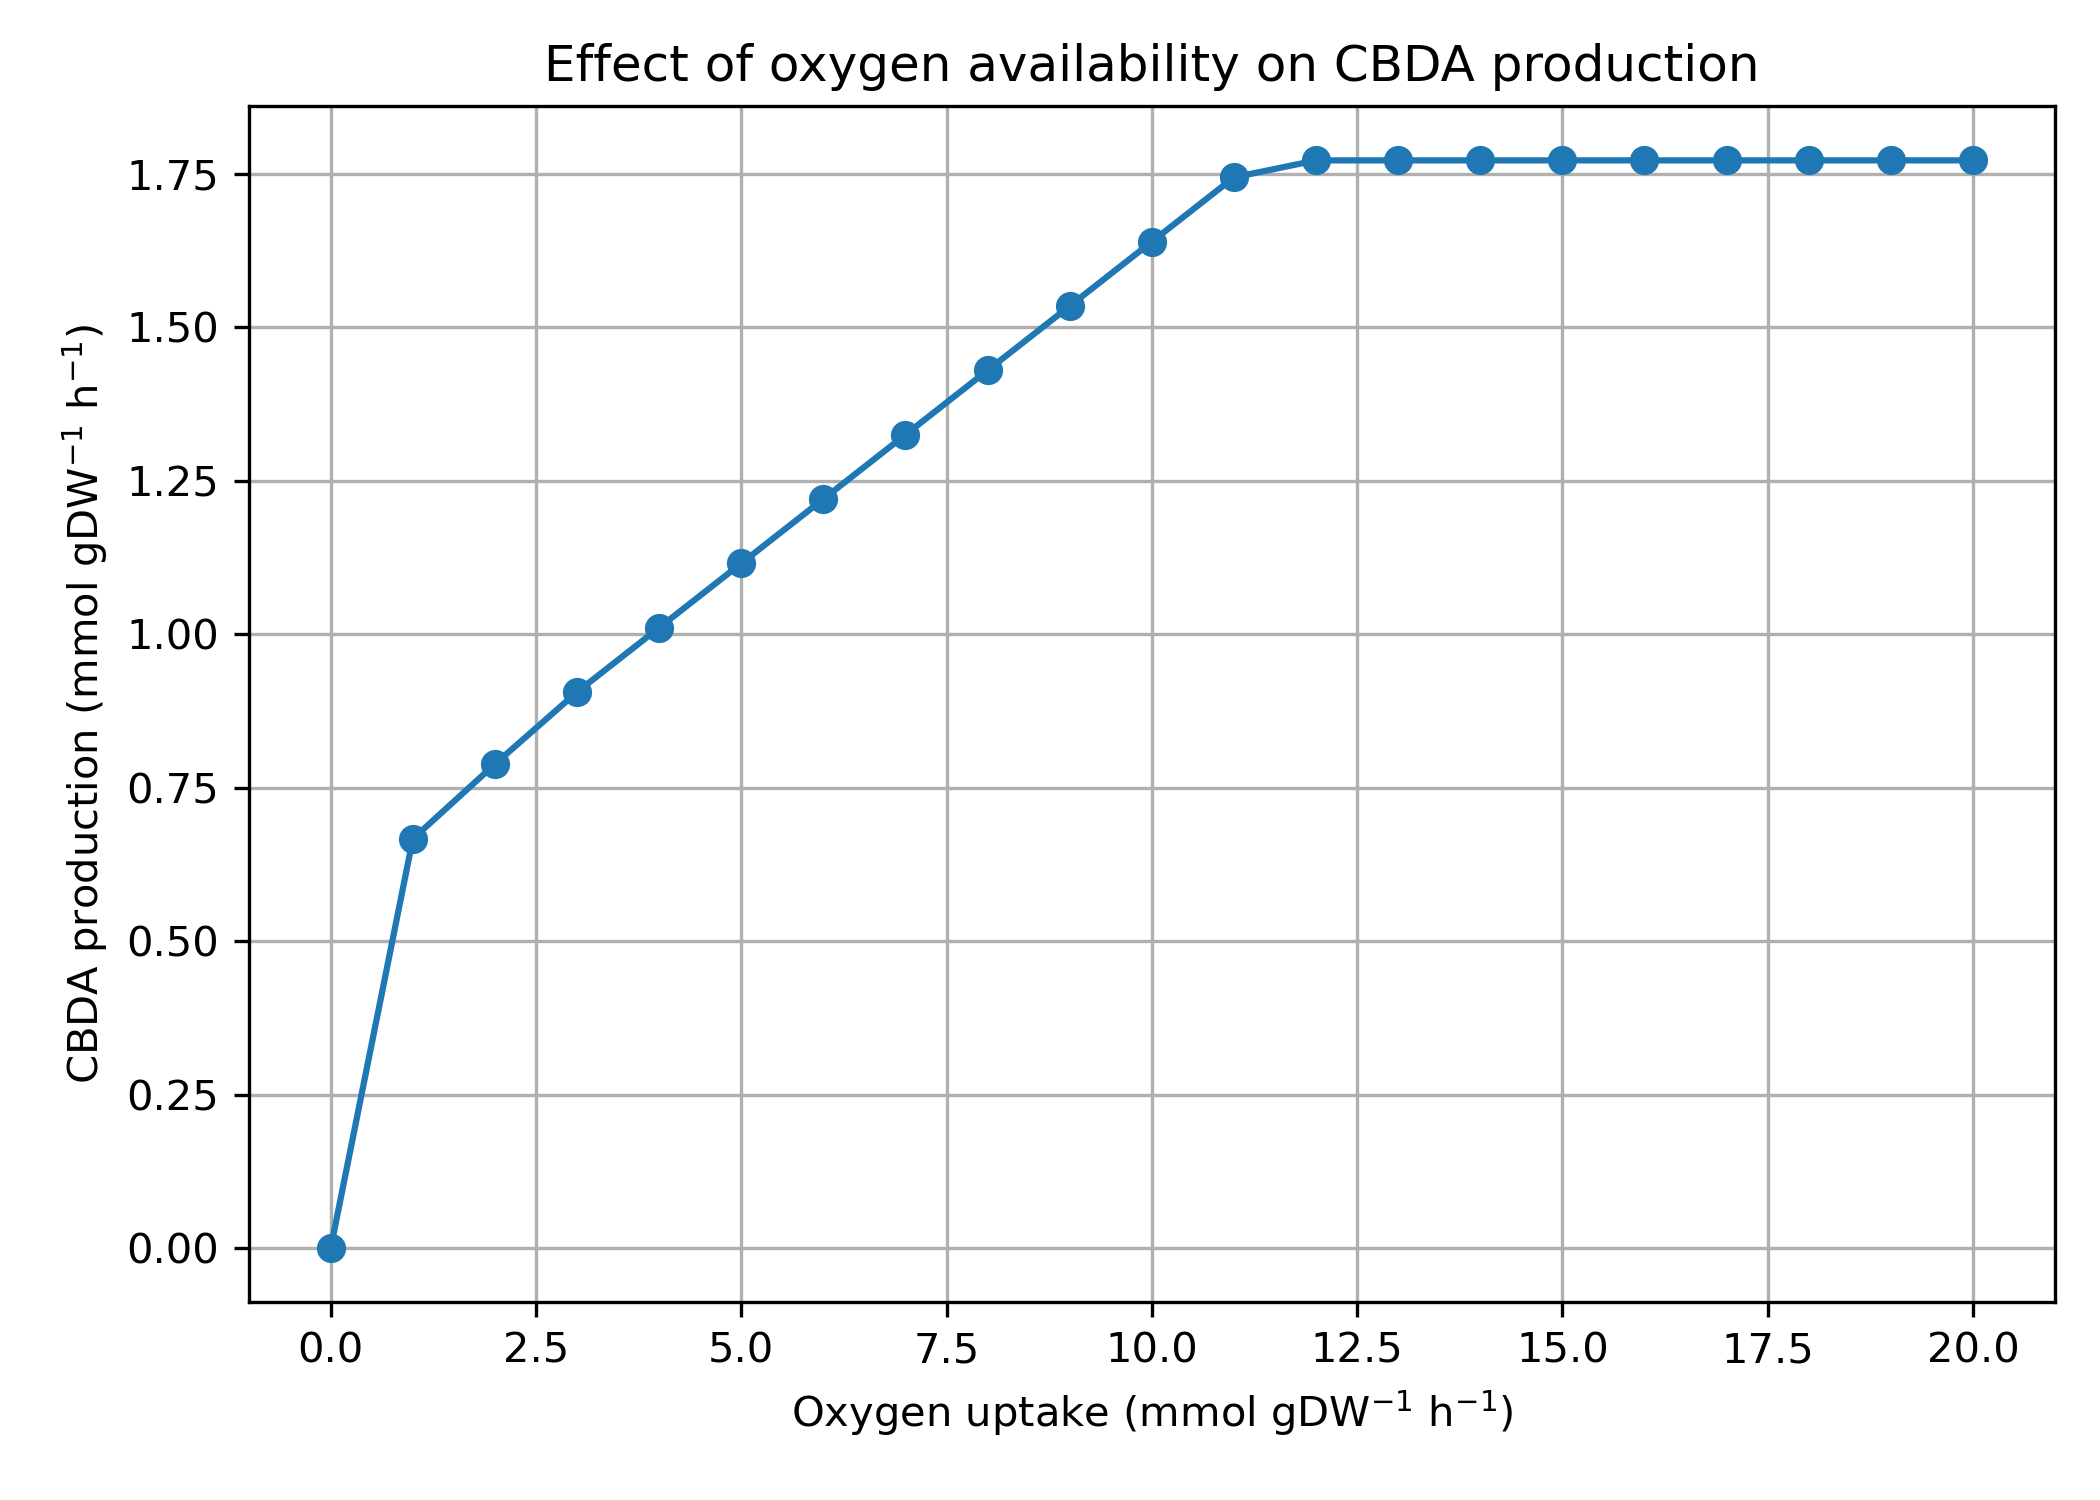 Effect of oxygen availability on CBDA production
CBDA production (mmol gDW⁻¹ h⁻¹)
1.75
1.50
1.25
1.00
0.75
0.50
0.25
0.00
0.0 2.5 5.0 7.5 10.0 12.5 15.0 17.5 20.0
Oxygen uptake (mmol gDW⁻¹ h⁻¹)